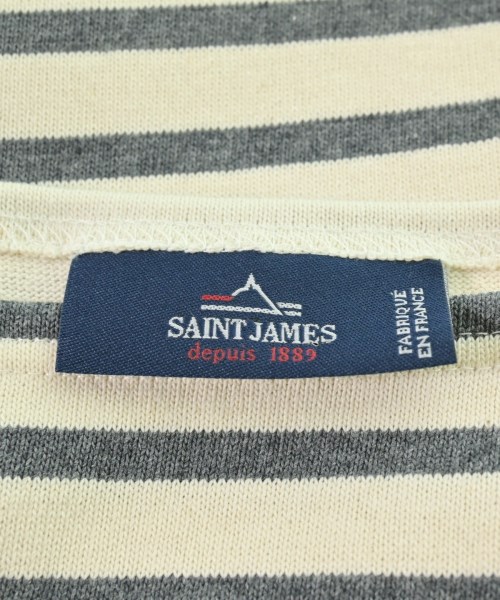 SAINT JAMES
depuis 1889
FABRIQUÉ
EN FRANCE